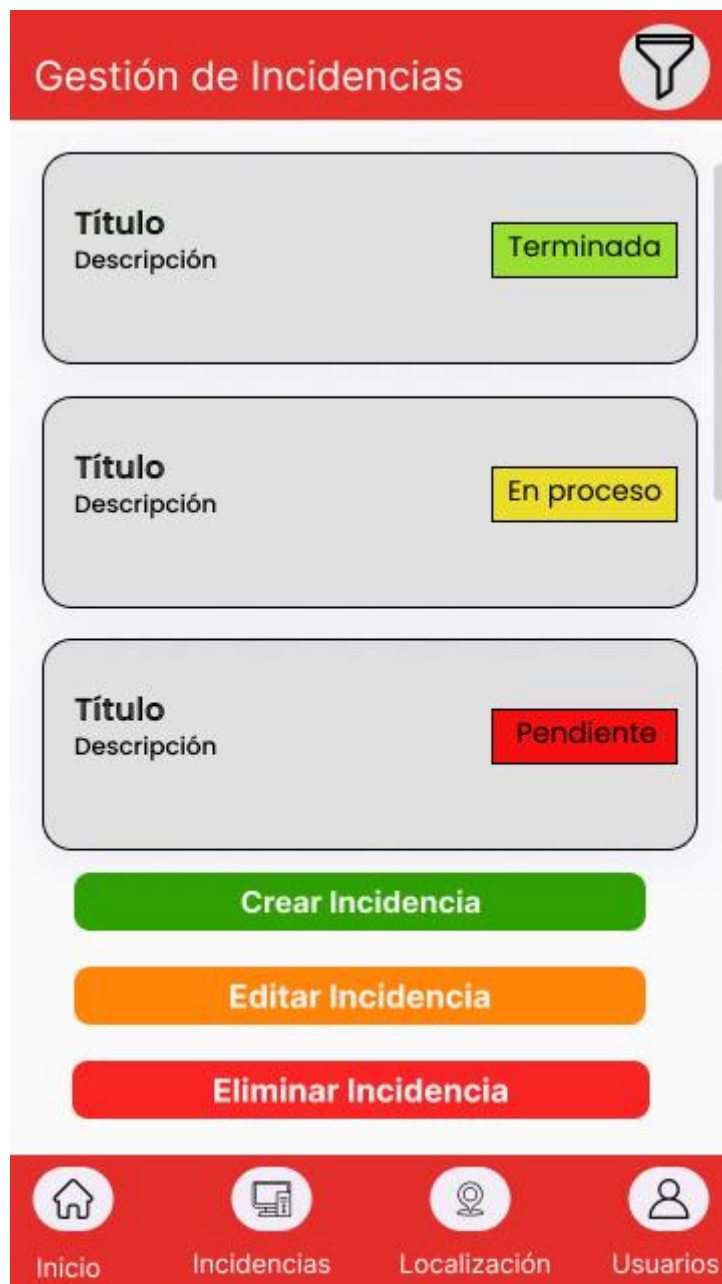 Gestión de Incidencias
Título
Descripción
Terminada
Título
Descripción
En proceso
Título
Descripción
Pendiente
Crear Incidencia
Editar Incidencia
Eliminar Incidencia
Inicio
Incidencias
Localización
Usuarios